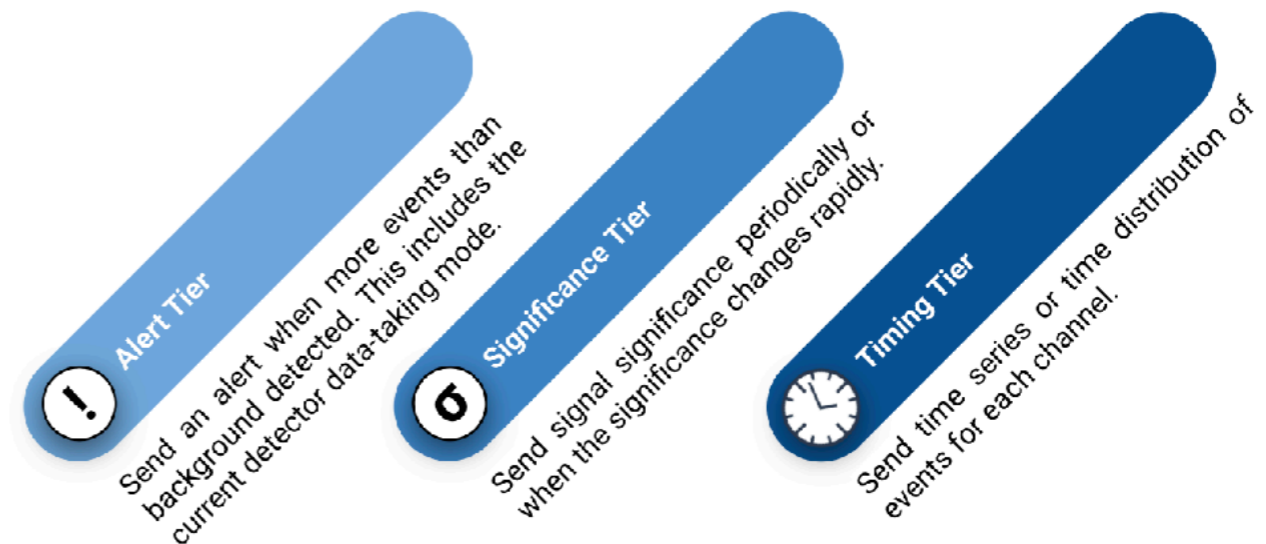 !
Alert Tier
Send an alert when more events than
background detected. This includes the
current detector data-taking mode.
σ
Significance Tier
Send signal significance periodically or
when the significance changes rapidly.
Timing Tier
Send time series or time distribution of
events for each channel.